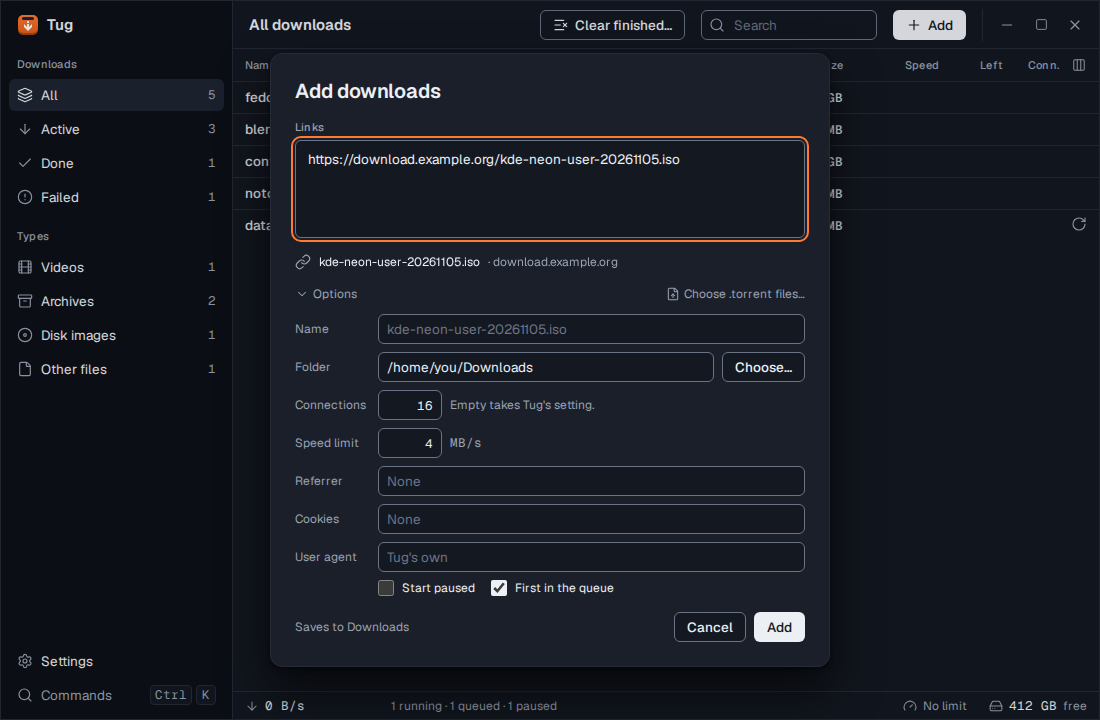 Tug
All downloads
Clear finished...
Search
Add
Downloads
All 5
Active 3
Done 1
Failed 1
Types
Videos 1
Archives 2
Disk images 1
Other files 1
Settings
Commands Ctrl K
Speed Left Conn.
GB
MB
GB
MB
MB
Add downloads
Links
https://download.example.org/kde-neon-user-20261105.iso
kde-neon-user-20261105.iso · download.example.org
Options Choose .torrent files...
Name kde-neon-user-20261105.iso
Folder /home/you/Downloads Choose...
Connections 16 Empty takes Tug's setting.
Speed limit 4 MB/s
Referrer None
Cookies None
User agent Tug's own
Start paused First in the queue
Saves to Downloads Cancel Add
0 B/s 1 running · 1 queued · 1 paused No limit 412 GB free